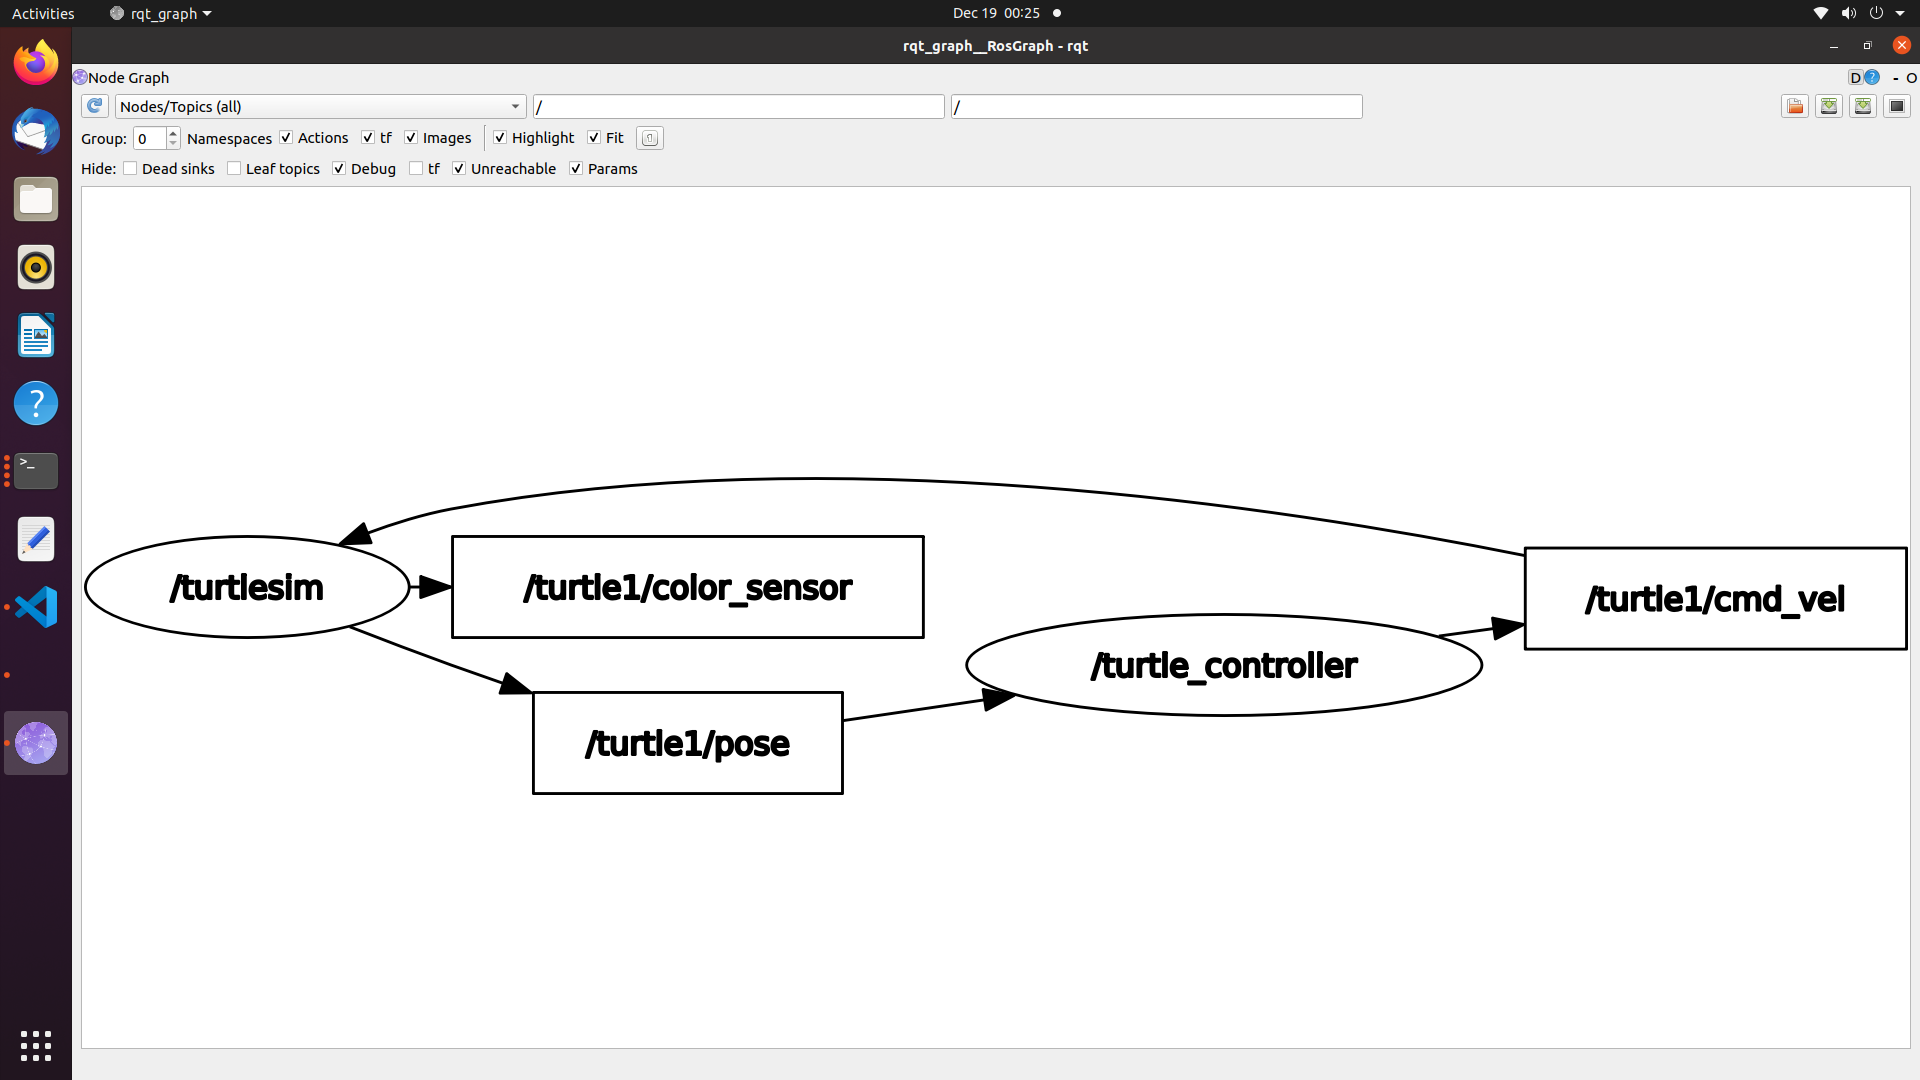 Activities rqt_graph Dec 19 00:25
rqt_graph__RosGraph - rqt
Node Graph D ? - O
Nodes/Topics (all) / /
Group: 0 Namespaces Actions tf Images Highlight Fit
Hide: Dead sinks Leaf topics Debug tf Unreachable Params
/turtlesim
/turtle1/color_sensor
/turtle1/cmd_vel
/turtle_controller
/turtle1/pose